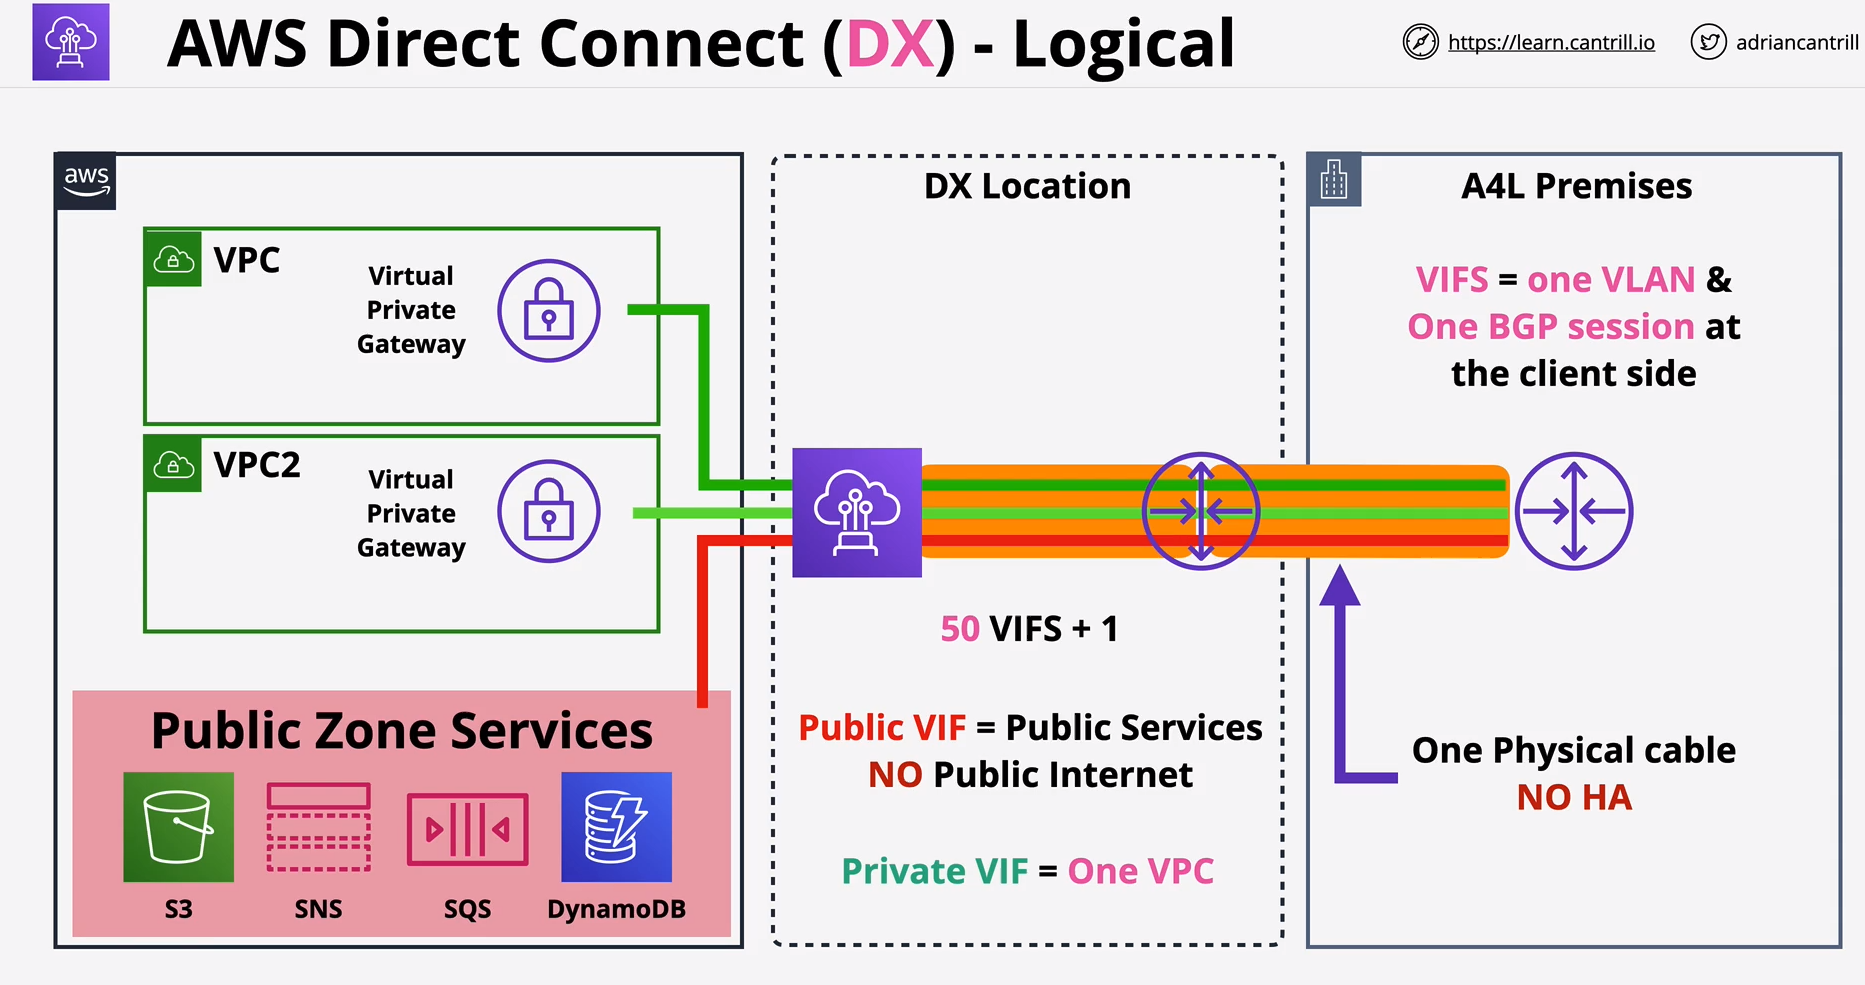 AWS Direct Connect (DX) - Logical
https://learn.cantrill.io
adriancantrill
aws
VPC
Virtual
Private
Gateway
VPC2
Virtual
Private
Gateway
Public Zone Services
S3
SNS
SQS
DynamoDB
DX Location
50 VIFS + 1
Public VIF = Public Services
NO Public Internet
Private VIF = One VPC
A4L Premises
VIFS = one VLAN &
One BGP session at
the client side
One Physical cable
NO HA